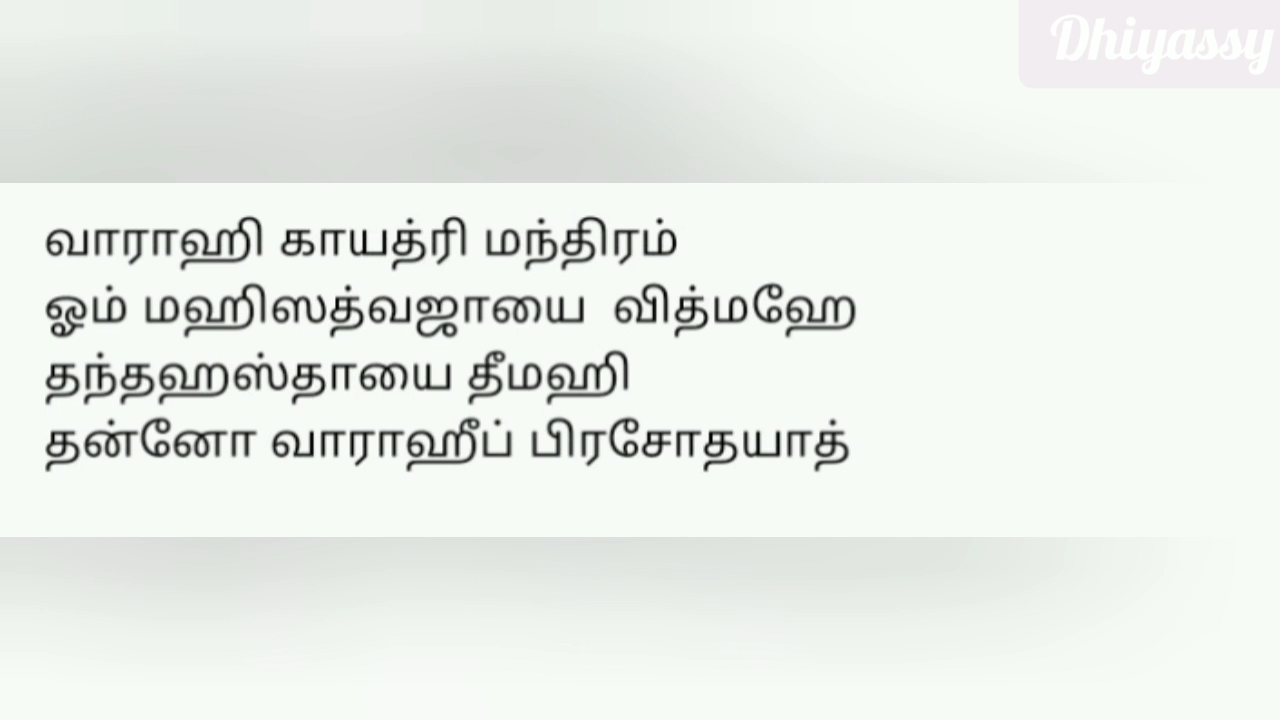 Dhiyassy
வாராஹி காயத்ரி மந்திரம்
ஓம் மஹிஸத்வஜாயை வித்மஹே
தந்தஹஸ்தாயை தீமஹி
தன்னோ வாராஹீப் பிரசோதயாத்